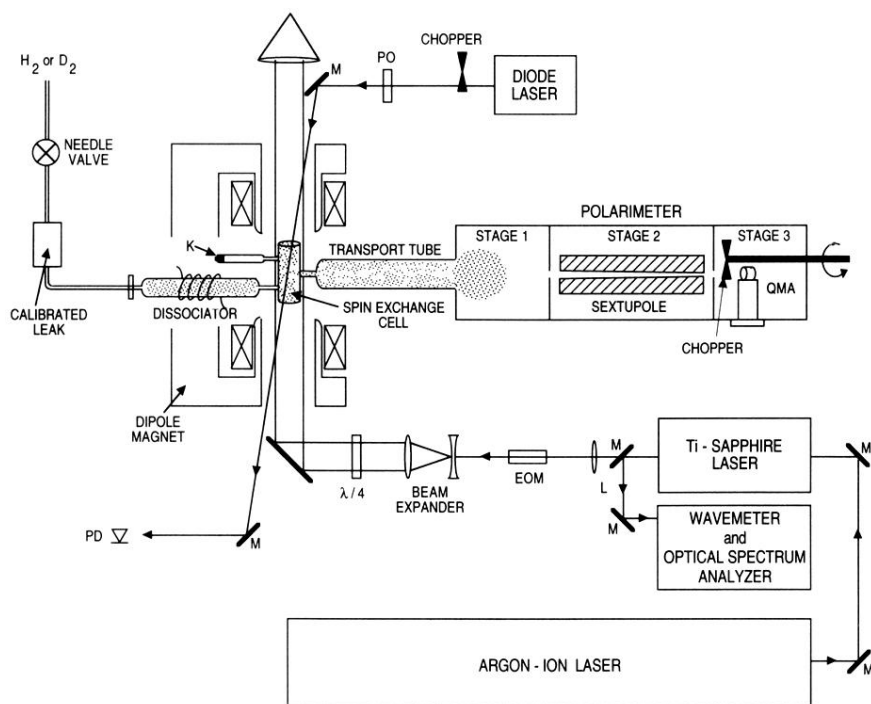 H2 or D2
NEEDLE
VALVE
CALIBRATED
LEAK
K
DISSOCIATOR
DIPOLE
MAGNET
M
PO
CHOPPER
DIODE
LASER
TRANSPORT TUBE
SPIN EXCHANGE
CELL
POLARIMETER
STAGE 1
STAGE 2
STAGE 3
SEXTUPOLE
QMA
CHOPPER
λ / 4
BEAM
EXPANDER
EOM
M
L
M
Ti - SAPPHIRE
LASER
M
WAVEMETER
and
OPTICAL SPECTRUM
ANALYZER
PD
M
ARGON - ION LASER
M